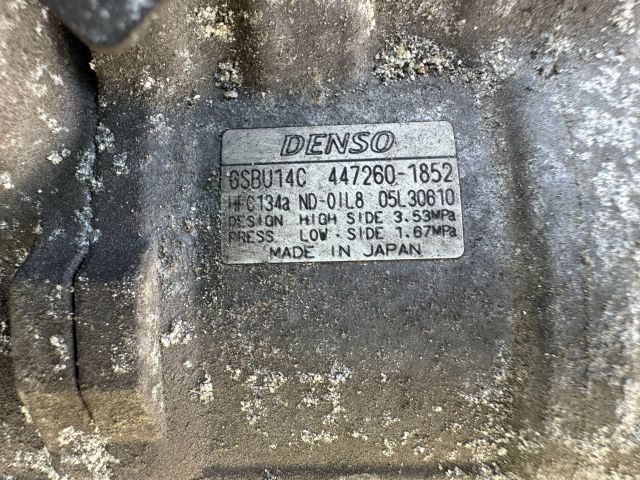 DENSO
6SBU14C 447260-1852
HFC134a ND-OIL8 05L30610
DESIGN HIGH SIDE 3.53MPa
PRESS LOW-SIDE 1.67MPa
MADE IN JAPAN